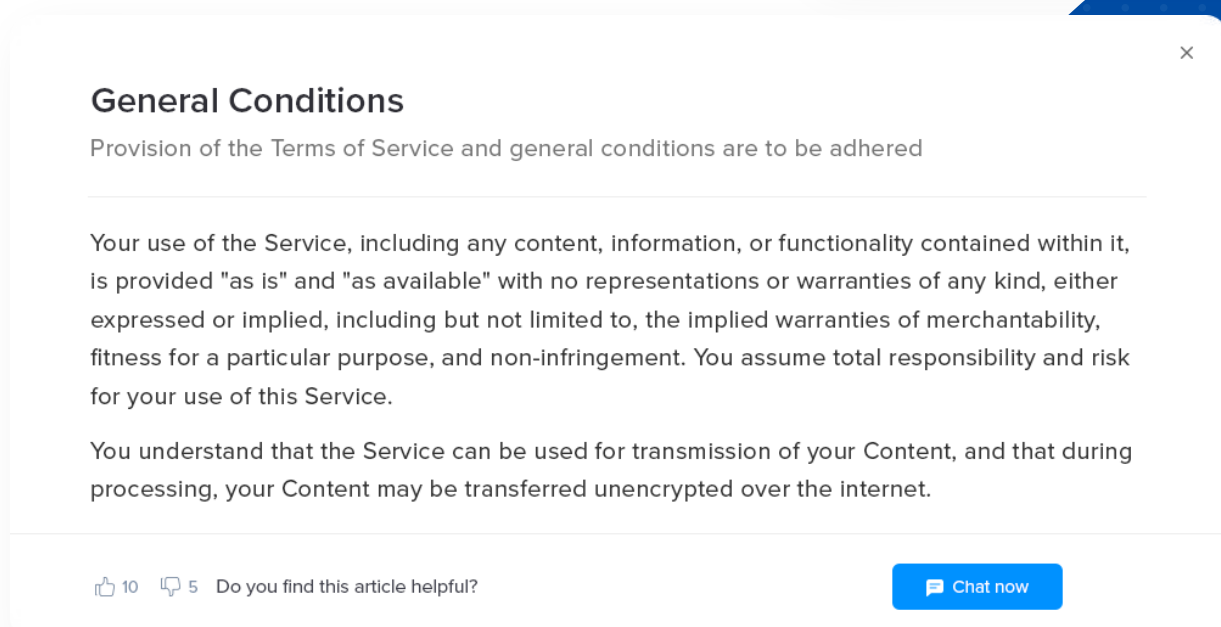 General Conditions
Provision of the Terms of Service and general conditions are to be adhered
Your use of the Service, including any content, information, or functionality contained within it,
is provided "as is" and "as available" with no representations or warranties of any kind, either
expressed or implied, including but not limited to, the implied warranties of merchantability,
fitness for a particular purpose, and non-infringement. You assume total responsibility and risk
for your use of this Service.
You understand that the Service can be used for transmission of your Content, and that during
processing, your Content may be transferred unencrypted over the internet.
10 5 Do you find this article helpful? Chat now